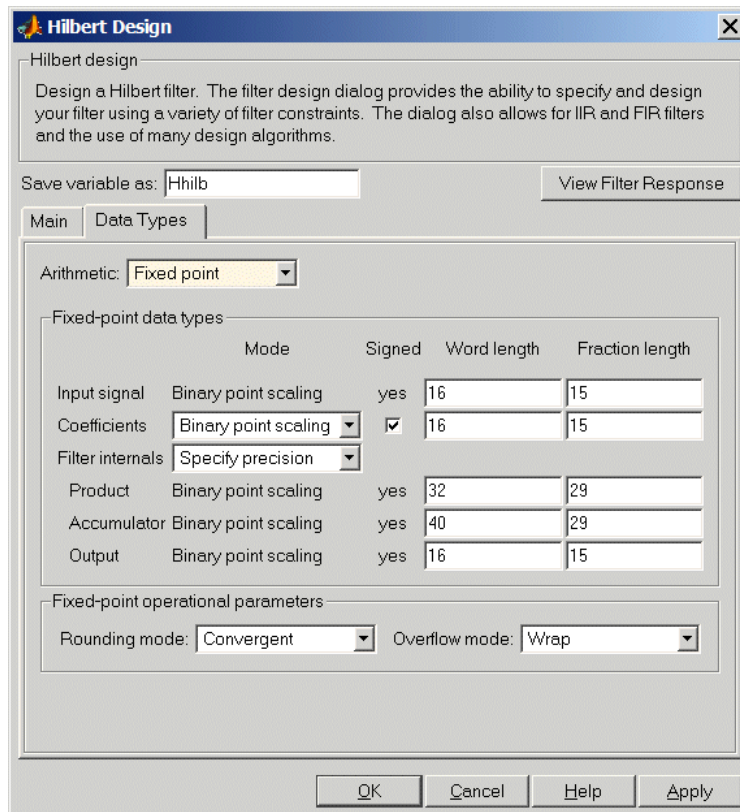 Hilbert Design
Hilbert design
Design a Hilbert filter. The filter design dialog provides the ability to specify and design
your filter using a variety of filter constraints. The dialog also allows for IIR and FIR filters
and the use of many design algorithms.
Save variable as: Hhilb View Filter Response
Main Data Types
Arithmetic: Fixed point
Fixed-point data types
Mode Signed Word length Fraction length
Input signal Binary point scaling yes 16 15
Coefficients Binary point scaling 16 15
Filter internals Specify precision
Product Binary point scaling yes 32 29
Accumulator Binary point scaling yes 40 29
Output Binary point scaling yes 16 15
Fixed-point operational parameters
Rounding mode: Convergent Overflow mode: Wrap
OK Cancel Help Apply